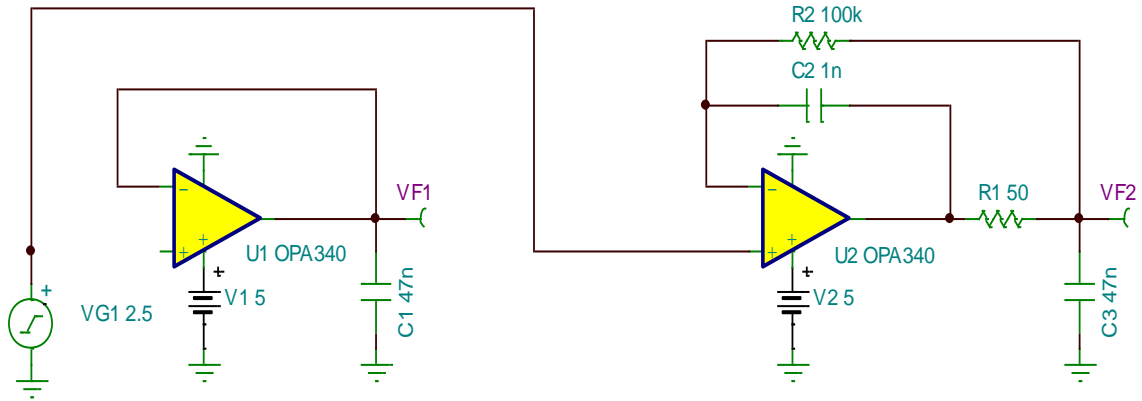 R2 100k
C2 1n
VF1
R1 50
VF2
U1 OPA340
U2 OPA340
VG1 2.5
V1 5
C1 47n
V2 5
C3 47n